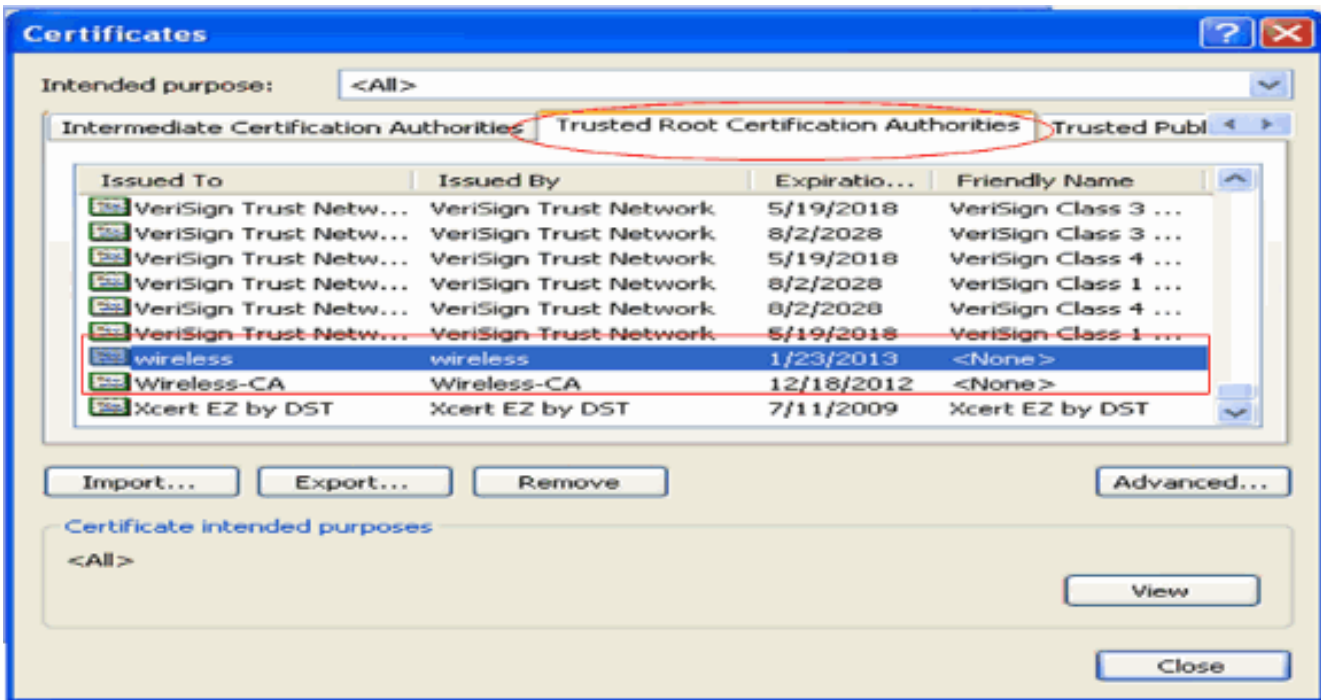 Certificates
Intended purpose: <All>
Intermediate Certification Authorities Trusted Root Certification Authorities Trusted Publ
Issued To Issued By Expiratio... Friendly Name
VeriSign Trust Netw... VeriSign Trust Network 5/19/2018 VeriSign Class 3 ...
VeriSign Trust Netw... VeriSign Trust Network 8/2/2028 VeriSign Class 3 ...
VeriSign Trust Netw... VeriSign Trust Network 5/19/2018 VeriSign Class 4 ...
VeriSign Trust Netw... VeriSign Trust Network 8/2/2028 VeriSign Class 1 ...
VeriSign Trust Netw... VeriSign Trust Network 8/2/2028 VeriSign Class 4 ...
VeriSign Trust Netw... VeriSign Trust Network 5/19/2018 VeriSign Class 1 ...
wireless wireless 1/23/2013 <None>
Wireless-CA Wireless-CA 12/18/2012 <None>
Xcert EZ by DST Xcert EZ by DST 7/11/2009 Xcert EZ by DST
Import... Export... Remove Advanced...
Certificate intended purposes
<All>
View
Close